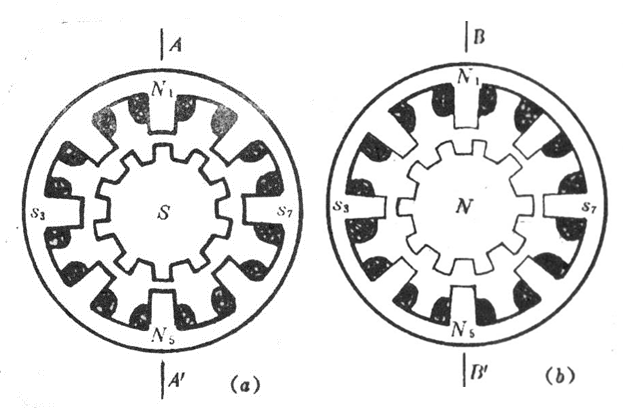 A B
N₁ N₁
S₃ S S₇ S₃ N S₇
N₅ N₅
A' (a) B' (b)